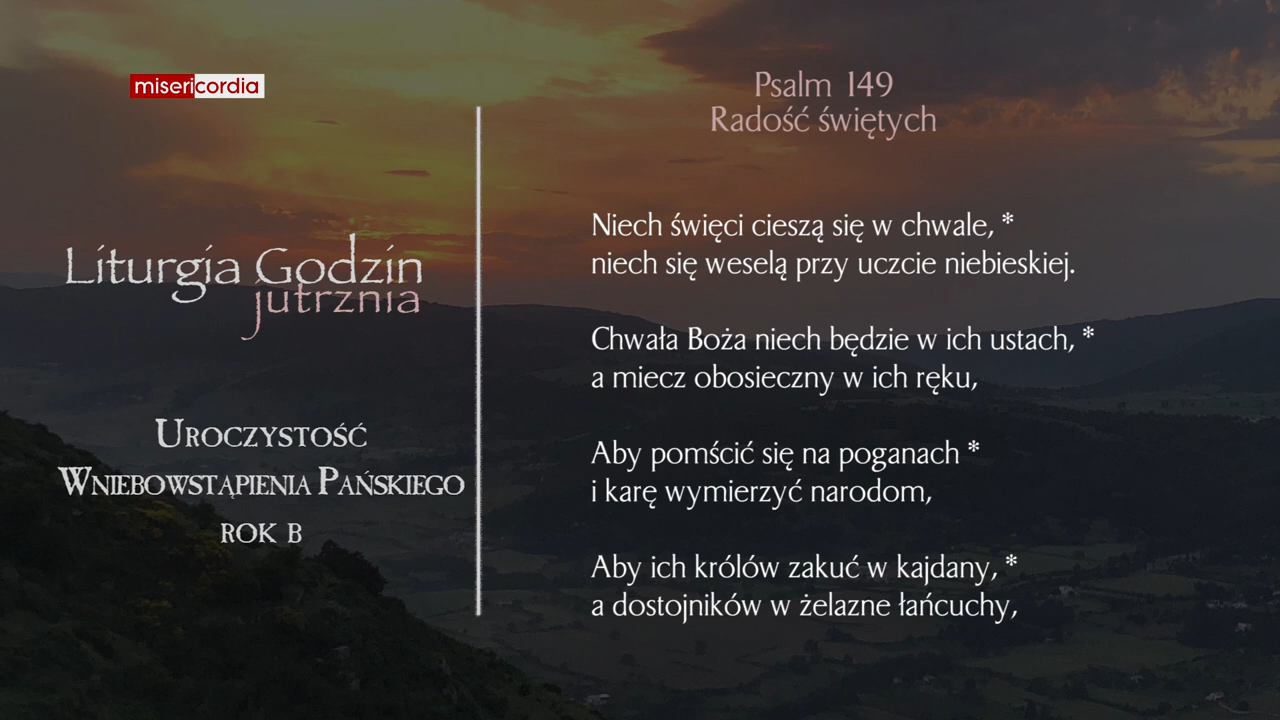 misericordia
Liturgia Godzin
jutrznia
Uroczystość
Wniebowstąpienia Pańskiego
rok B
Psalm 149
Radość świętych
Niech święci cieszą się w chwale, *
niech się weselą przy uczcie niebieskiej.
Chwała Boża niech będzie w ich ustach, *
a miecz obosieczny w ich ręku,
Aby pomścić się na poganach *
i karę wymierzyć narodom,
Aby ich królów zakuć w kajdany, *
a dostojników w żelazne łańcuchy,